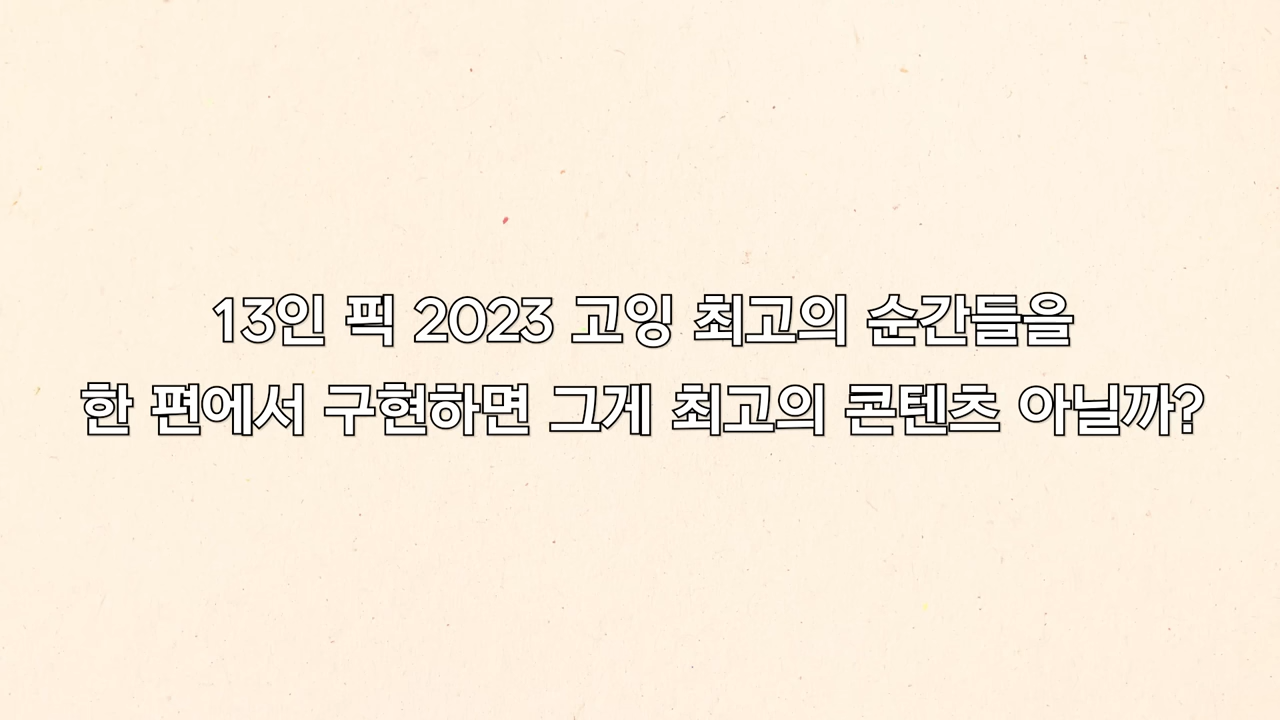 13인 픽 2023 고잉 최고의 순간들을
한 편에서 구현하면 그게 최고의 콘텐츠 아닐까?